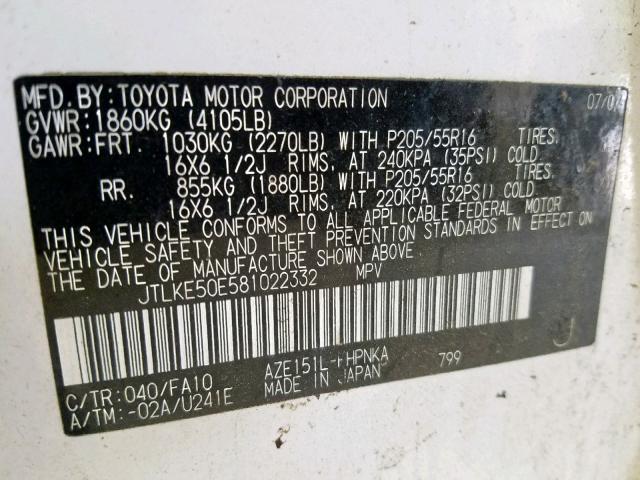 MFD.BY:TOYOTA MOTOR CORPORATION 07/07
GVWR:1860KG (4105LB)
GAWR:FRT. 1030KG (2270LB) WITH P205/55R16 TIRES,
16X6 1/2J RIMS, AT 240KPA (35PSI) COLD
RR. 855KG (1880LB) WITH P205/55R16 TIRES,
16X6 1/2J RIMS, AT 220KPA (32PSI) COLD
THIS VEHICLE CONFORMS TO ALL APPLICABLE FEDERAL MOTOR
VEHICLE SAFETY AND THEFT PREVENTION STANDARDS IN EFFECT ON
THE DATE OF MANUFACTURE SHOWN ABOVE.
JTLKE50E581022332 MPV
C/TR:040/FA10 AZE151L- 799
A/TM:-02A/U241E MADE IN JAPAN
J